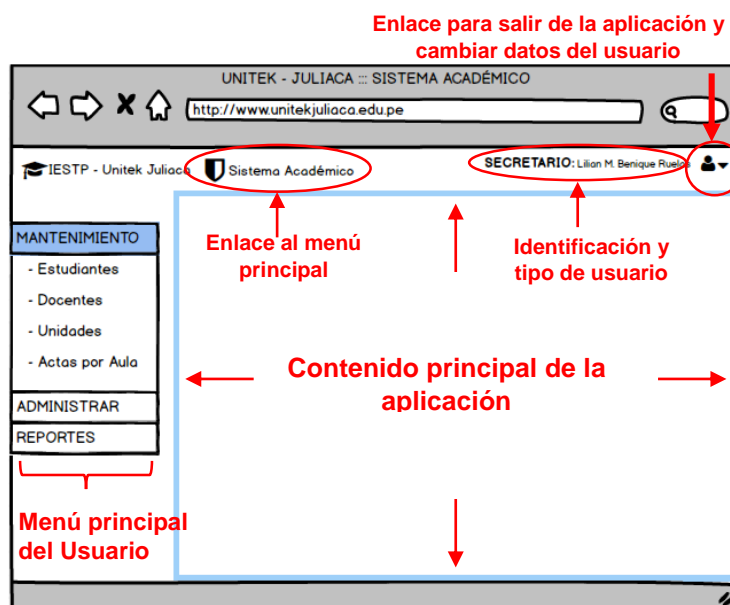 Enlace para salir de la aplicación y
cambiar datos del usuario
UNITEK - JULIACA ::: SISTEMA ACADÉMICO
http://www.unitekjuliaca.edu.pe
IESTP - Unitek Juliaca
Sistema Académico
SECRETARIO: Lilian M. Benique Ruelas
MANTENIMIENTO
- Estudiantes
- Docentes
- Unidades
- Actas por Aula
ADMINISTRAR
REPORTES
Enlace al menú
principal
Identificación y
tipo de usuario
Contenido principal de la
aplicación
Menú principal
del Usuario